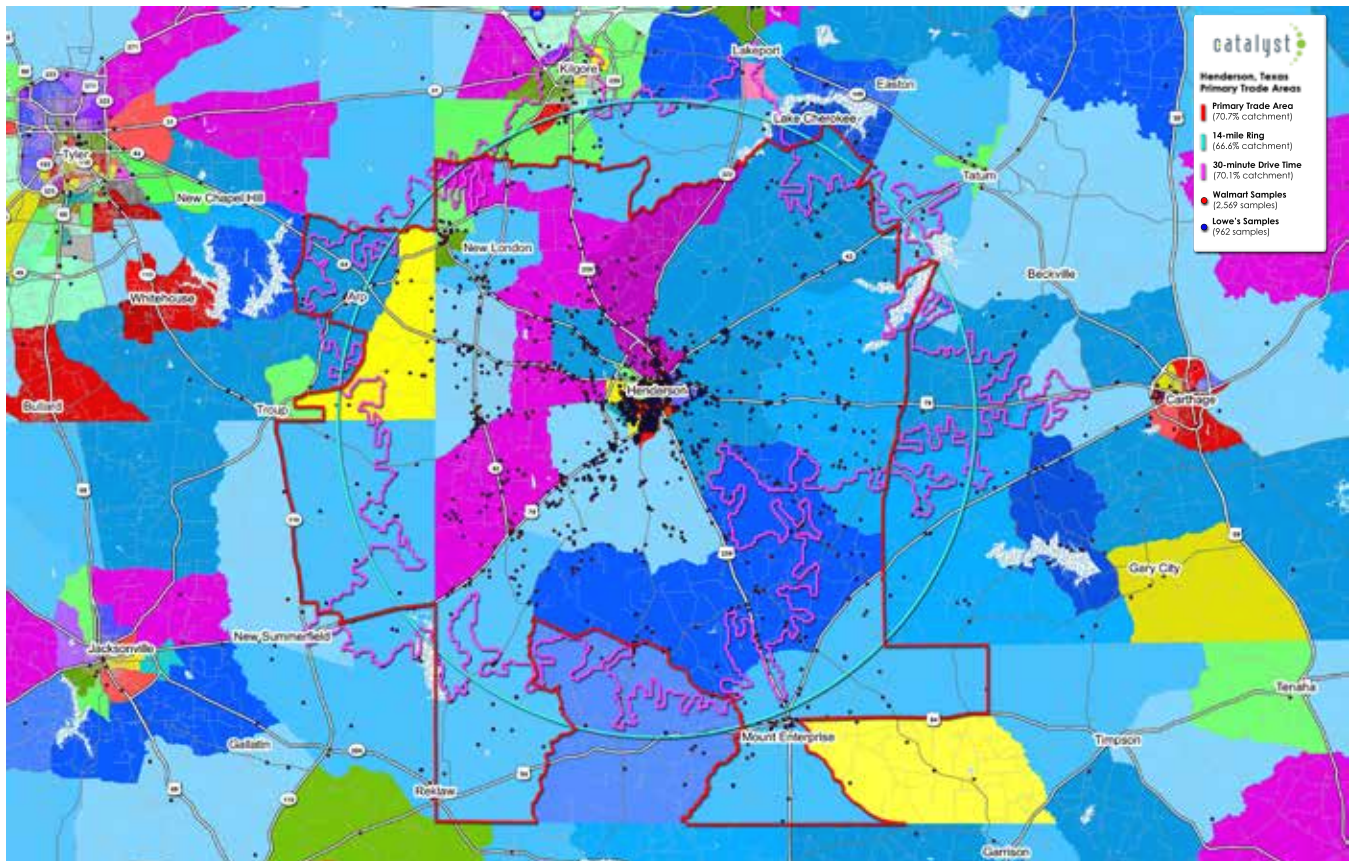 catalyst
Henderson, Texas
Primary Trade Areas
Primary Trade Area
(70.7% catchment)
14-mile Ring
(66.6% catchment)
30-minute Drive Time
(70.1% catchment)
Walmart Samples
(2,569 samples)
Lowe's Samples
(962 samples)
Lakeport
Kilgore
Easton
Lake Cherokee
Tyler
Tatum
New Chapel Hill
New London
Beckville
Whitehouse
Arp
Henderson
Carthage
Bullard
Troup
Gary City
New Summerfield
Jacksonville
Tenaha
Gallatin
Mount Enterprise
Timpson
Reklaw
Garrison